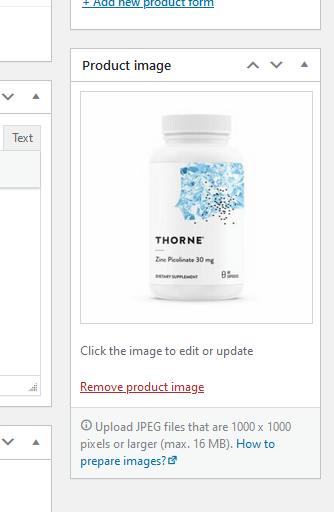 + Add new product form
Product image
Text
THORNE
Zinc Picolinate 30 mg
DIETARY SUPPLEMENT
60
CAPSULES
Click the image to edit or update
Remove product image
Upload JPEG files that are 1000 x 1000
pixels or larger (max. 16 MB). How to
prepare images?